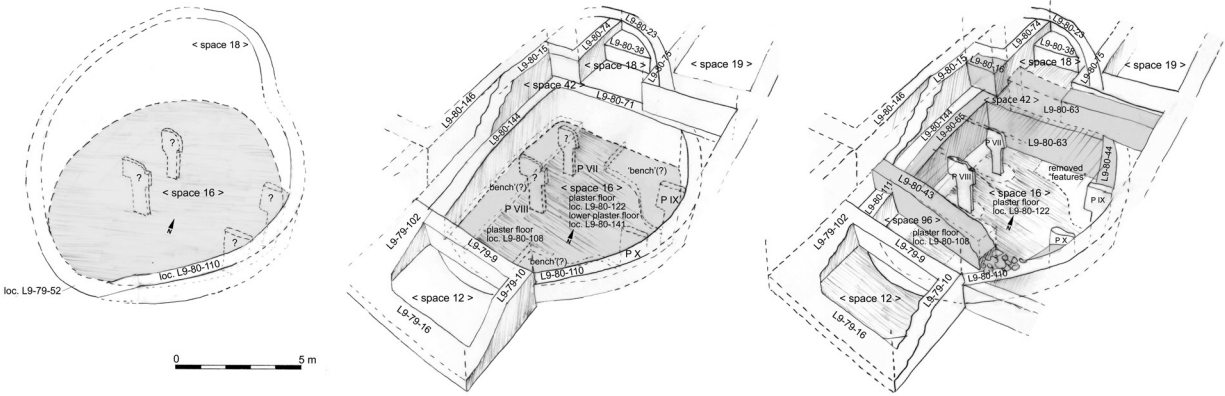 < space 18 >
?
?
< space 16 >
?
?
N
loc. L9-80-110
loc. L9-79-52
0
5 m
L9-80-23
L9-80-74
L9-80-38
L9-80-15
< space 18 >
L9-80-75
< space 19 >
< space 42 >
L9-80-146
L9-80-71
L9-80-144
?
P VII
?
'bench'(?)
bench'(?)
< space 16 >
plaster floor
loc. L9-80-122
lower plaster floor
loc. L9-80-141
P IX
P VIII
plaster floor
loc. L9-80-108
N
P X
L9-79-102
L9-79-9
bench'(?)
L9-80-110
L9-79-10
< space 12 >
L9-79-16
L9-80-23
L9-80-74
L9-80-38
L9-80-15
L9-80-16
< space 18 >
L9-80-75
< space 19 >
< space 42 >
L9-80-146
L9-80-63
L9-80-144
L9-80-65
L9-80-63
P VII
L9-80-44
P VIII
removed
"features"
L9-80-111
L9-80-43
< space 16 >
plaster floor
loc. L9-80-122
P IX
L9-79-102
< space 96 >
plaster floor
loc. L9-80-108
N
P X
L9-79-9
L9-80-110
L9-79-10
< space 12 >
L9-79-16